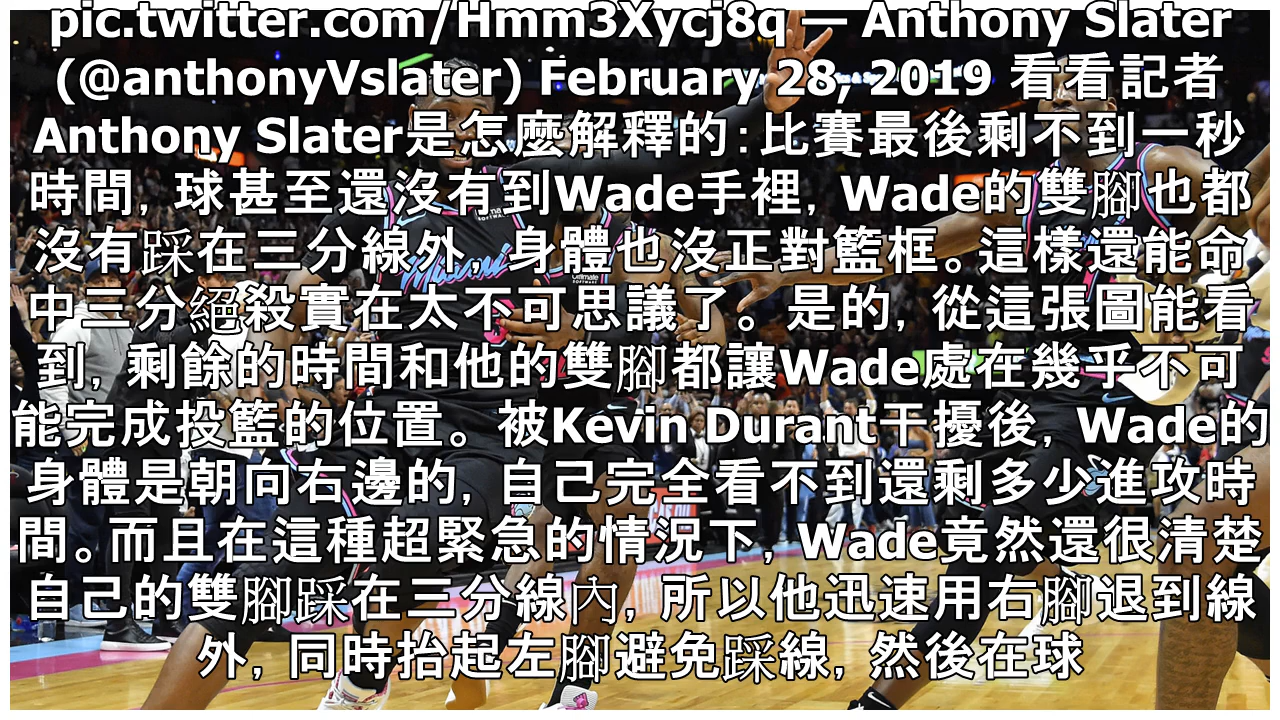 pic.twitter.com/Hmm3Xycj8q — Anthony Slater
(@anthonyVslater) February 28, 2019 看看記者
Anthony Slater是怎麼解釋的：比賽最後剩不到一秒
時間，球甚至還沒有到Wade手裡，Wade的雙腳也都
沒有踩在三分線外，身體也沒正對籃框。這樣還能命
中三分絕殺實在太不可思議了。是的，從這張圖能看
到，剩餘的時間和他的雙腳都讓Wade處在幾乎不可
能完成投籃的位置。被Kevin Durant干擾後，Wade的
身體是朝向右邊的，自己完全看不到還剩多少進攻時
間。而且在這種超緊急的情況下，Wade竟然還很清楚
自己的雙腳踩在三分線內，所以他迅速用右腳退到線
外，同時抬起左腳避免踩線，然後在球
Miami
ultimate
SOFTWARE